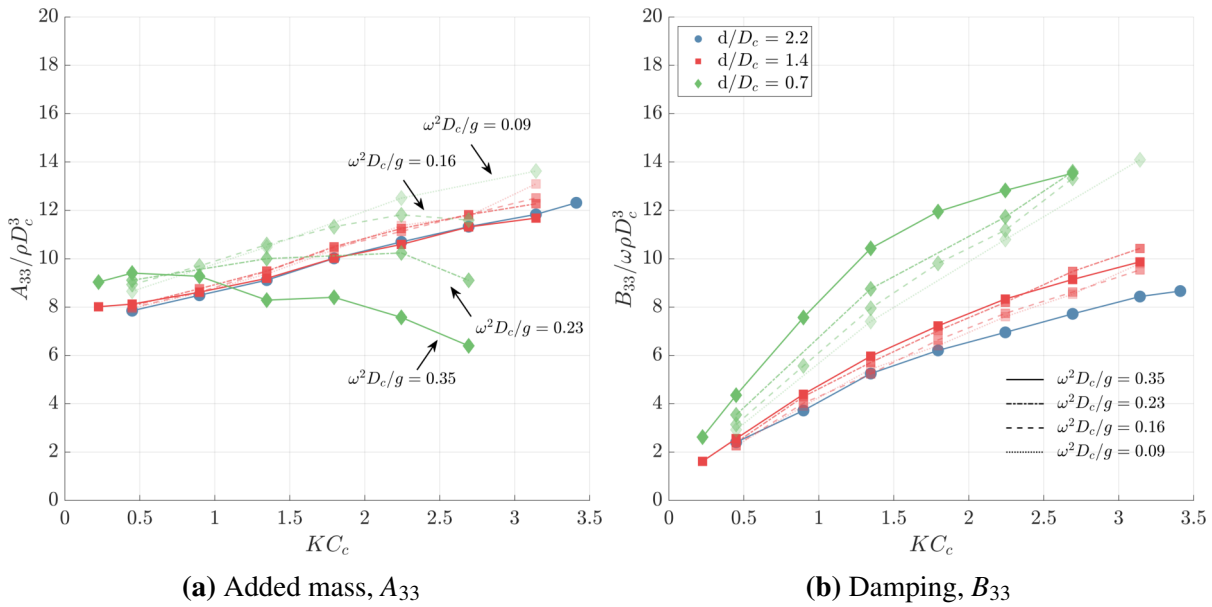 20
18
16
14
12
10
8
6
4
2
0
A₃₃/ρD_c³
ω²D_c/g = 0.09
ω²D_c/g = 0.16
ω²D_c/g = 0.23
ω²D_c/g = 0.35
0 0.5 1 1.5 2 2.5 3 3.5
KC_c
(a) Added mass, A₃₃
20
18
16
14
12
10
8
6
4
2
0
B₃₃/ωρD_c³
d/D_c = 2.2
d/D_c = 1.4
d/D_c = 0.7
ω²D_c/g = 0.35
ω²D_c/g = 0.23
ω²D_c/g = 0.16
ω²D_c/g = 0.09
0 0.5 1 1.5 2 2.5 3 3.5
KC_c
(b) Damping, B₃₃